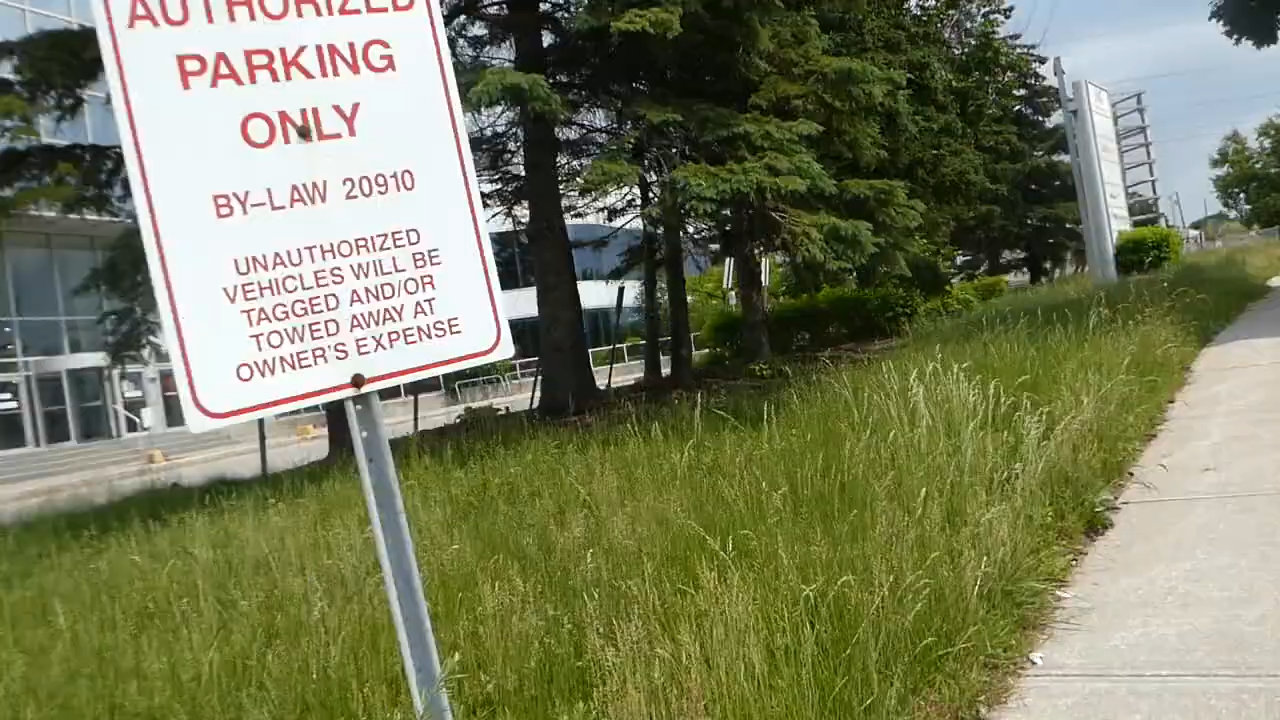 AUTHORIZED
PARKING
ONLY
BY-LAW 20910
UNAUTHORIZED
VEHICLES WILL BE
TAGGED AND/OR
TOWED AWAY AT
OWNER'S EXPENSE